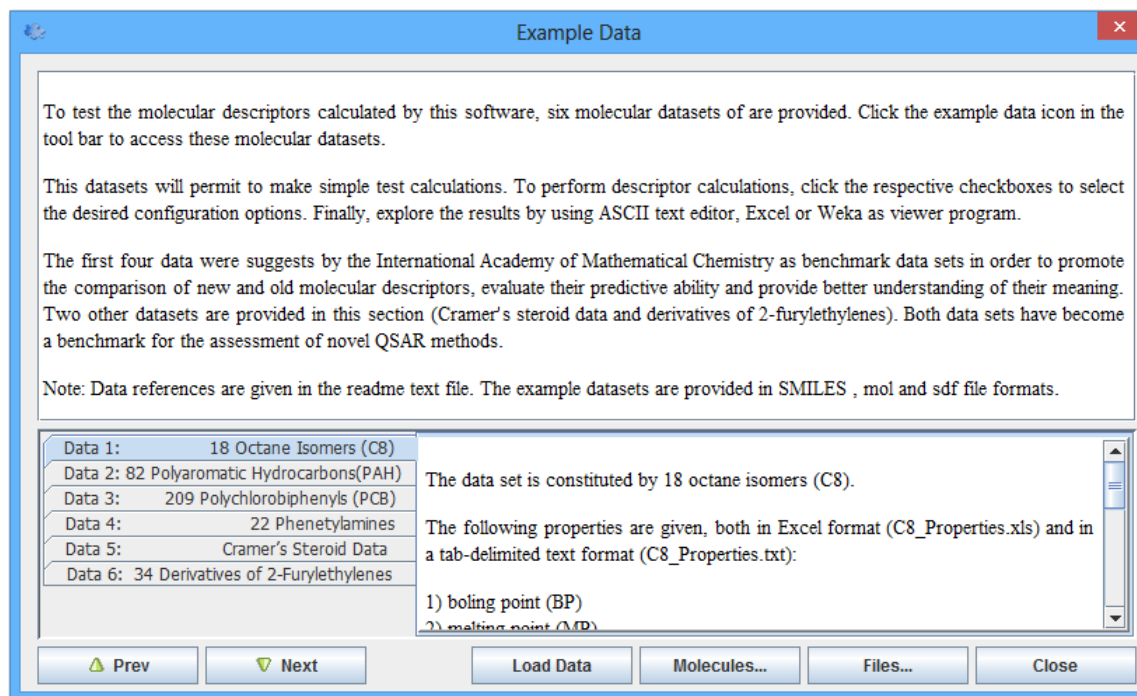 Example Data
To test the molecular descriptors calculated by this software, six molecular datasets of are provided. Click the example data icon in the
tool bar to access these molecular datasets.
This datasets will permit to make simple test calculations. To perform descriptor calculations, click the respective checkboxes to select
the desired configuration options. Finally, explore the results by using ASCII text editor, Excel or Weka as viewer program.
The first four data were suggests by the International Academy of Mathematical Chemistry as benchmark data sets in order to promote
the comparison of new and old molecular descriptors, evaluate their predictive ability and provide better understanding of their meaning.
Two other datasets are provided in this section (Cramer's steroid data and derivatives of 2-furylethylenes). Both data sets have become
a benchmark for the assessment of novel QSAR methods.
Note: Data references are given in the readme text file. The example datasets are provided in SMILES , mol and sdf file formats.
Data 1: 18 Octane Isomers (C8)
Data 2: 82 Polyaromatic Hydrocarbons(PAH)
Data 3: 209 Polychlorobiphenyls (PCB)
Data 4: 22 Phenetylamines
Data 5: Cramer's Steroid Data
Data 6: 34 Derivatives of 2-Furylethylenes
The data set is constituted by 18 octane isomers (C8).
The following properties are given, both in Excel format (C8_Properties.xls) and in
a tab-delimited text format (C8_Properties.txt):
1) boling point (BP)
2) melting point (MP)
Prev Next Load Data Molecules... Files... Close